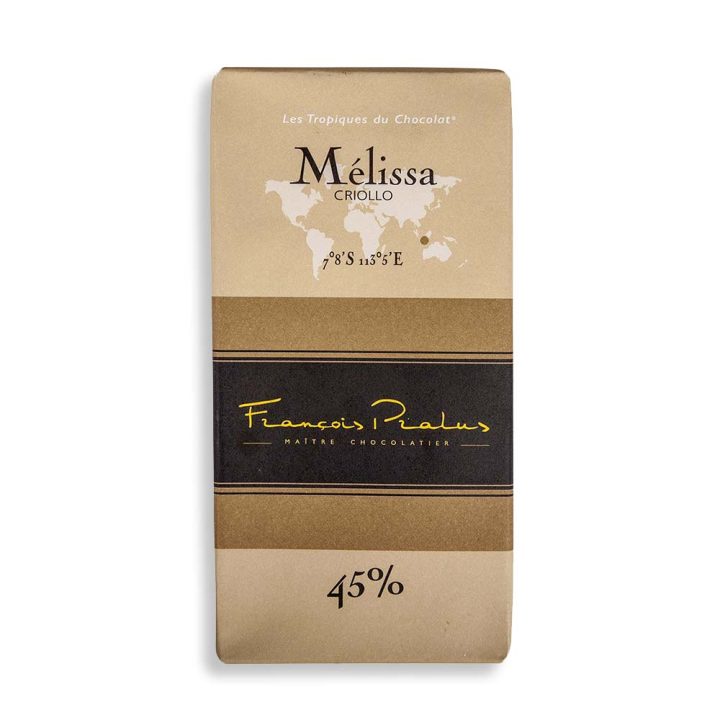 Les Tropiques du Chocolat®
Mélissa
CRIOLLO
7°8'S 113°5'E
François Pralus
MAÎTRE CHOCOLATIER
45%